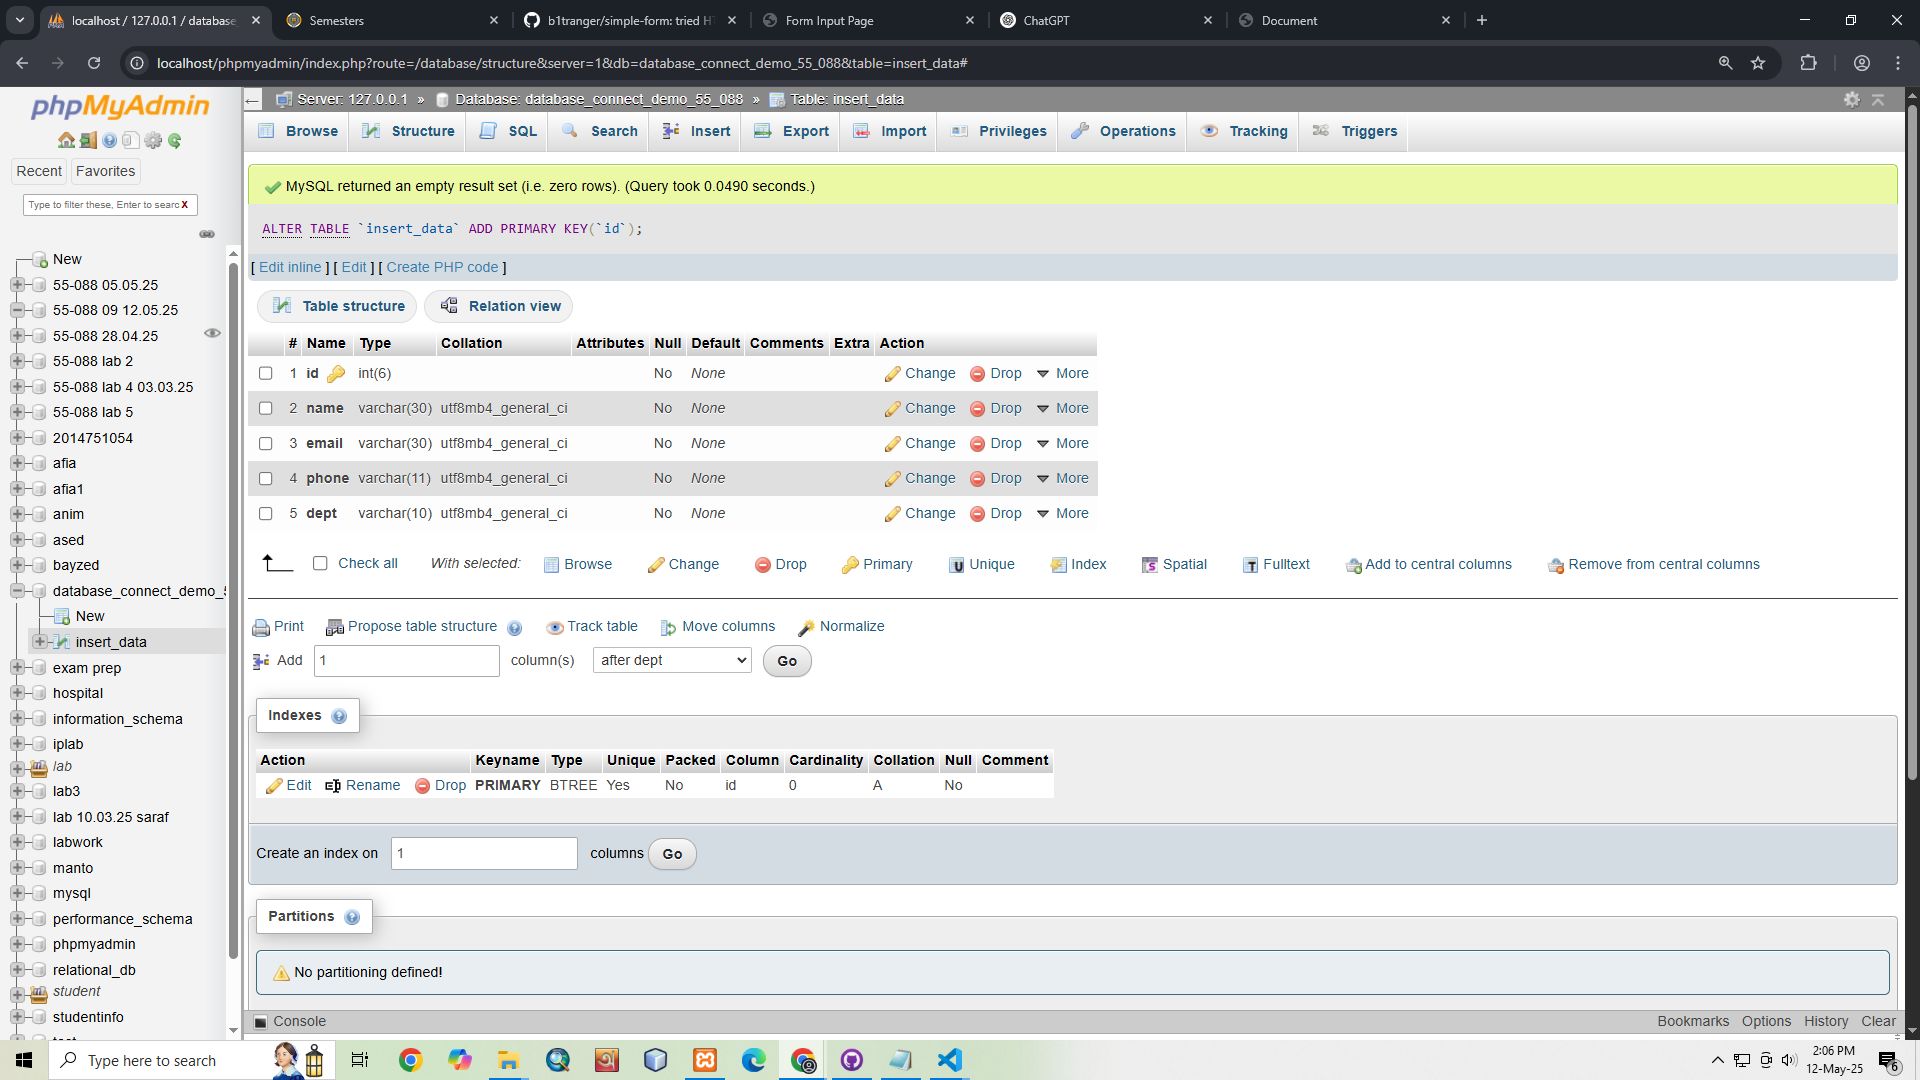 localhost / 127.0.0.1 / database
Semesters
b1tranger/simple-form: tried H
Form Input Page
ChatGPT
Document
localhost/phpmyadmin/index.php?route=/database/structure&server=1&db=database_connect_demo_55_088&table=insert_data#
phpMyAdmin
Server: 127.0.0.1 » Database: database_connect_demo_55_088 » Table: insert_data
Browse Structure SQL Search Insert Export Import Privileges Operations Tracking Triggers
Recent Favorites
Type to filter these, Enter to searc X
New
55-088 05.05.25
55-088 09 12.05.25
55-088 28.04.25
55-088 lab 2
55-088 lab 4 03.03.25
55-088 lab 5
2014751054
afia
afia1
anim
ased
bayzed
database_connect_demo_5
New
insert_data
exam prep
hospital
information_schema
iplab
lab
lab3
lab 10.03.25 saraf
labwork
manto
mysql
performance_schema
phpmyadmin
relational_db
student
studentinfo
MySQL returned an empty result set (i.e. zero rows). (Query took 0.0490 seconds.)
ALTER TABLE `insert_data` ADD PRIMARY KEY(`id`);
[ Edit inline ] [ Edit ] [ Create PHP code ]
Table structure Relation view
# Name Type Collation Attributes Null Default Comments Extra Action
1 id int(6) No None Change Drop More
2 name varchar(30) utf8mb4_general_ci No None Change Drop More
3 email varchar(30) utf8mb4_general_ci No None Change Drop More
4 phone varchar(11) utf8mb4_general_ci No None Change Drop More
5 dept varchar(10) utf8mb4_general_ci No None Change Drop More
Check all With selected: Browse Change Drop Primary Unique Index Spatial Fulltext Add to central columns Remove from central columns
Print Propose table structure Track table Move columns Normalize
Add 1 column(s) after dept Go
Indexes
Action Keyname Type Unique Packed Column Cardinality Collation Null Comment
Edit Rename Drop PRIMARY BTREE Yes No id 0 A No
Create an index on 1 columns Go
Partitions
No partitioning defined!
Console
Bookmarks Options History Clear
Type here to search
2:06 PM
12-May-25
6